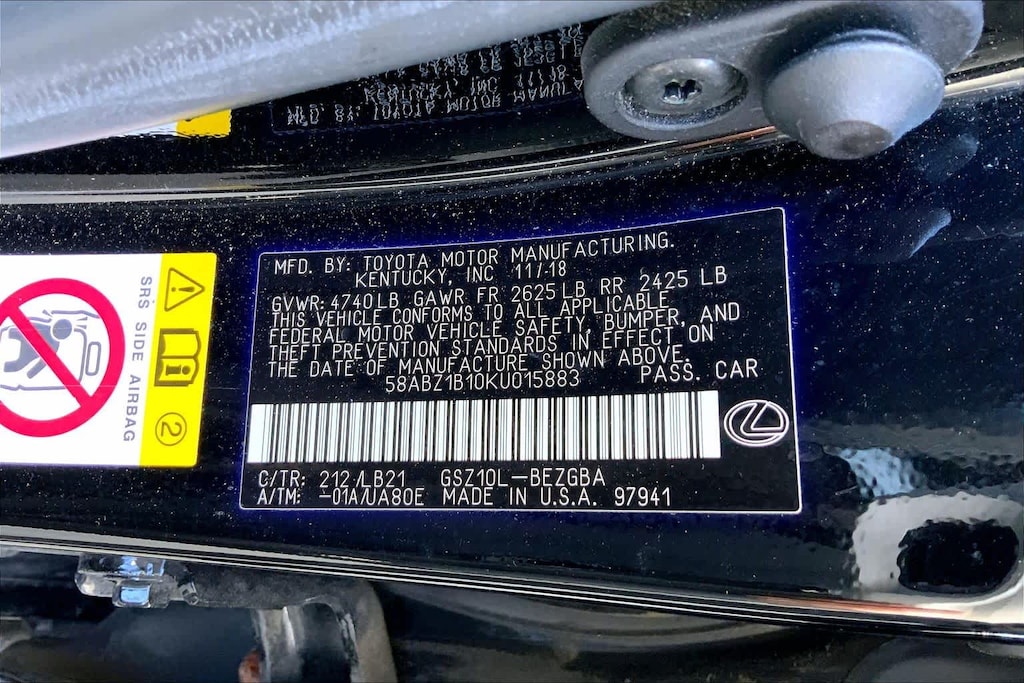 MFD. BY: TOYOTA MOTOR MANUFACTURING.
KENTUCKY, INC 11/18
GVWR: 4740LB GAWR FR 2625LB RR 2425 LB
THIS VEHICLE CONFORMS TO ALL APPLICABLE
FEDERAL MOTOR VEHICLE SAFETY, BUMPER, AND
THEFT PREVENTION STANDARDS IN EFFECT ON
THE DATE OF MANUFACTURE SHOWN ABOVE.
58ABZ1B10KU015883 PASS. CAR
C/TR: 212/LB21 GSZ10L-BEZGBA
A/TM: -01A/UA80E MADE IN U.S.A. 97941
SRS SIDE AIRBAG
2